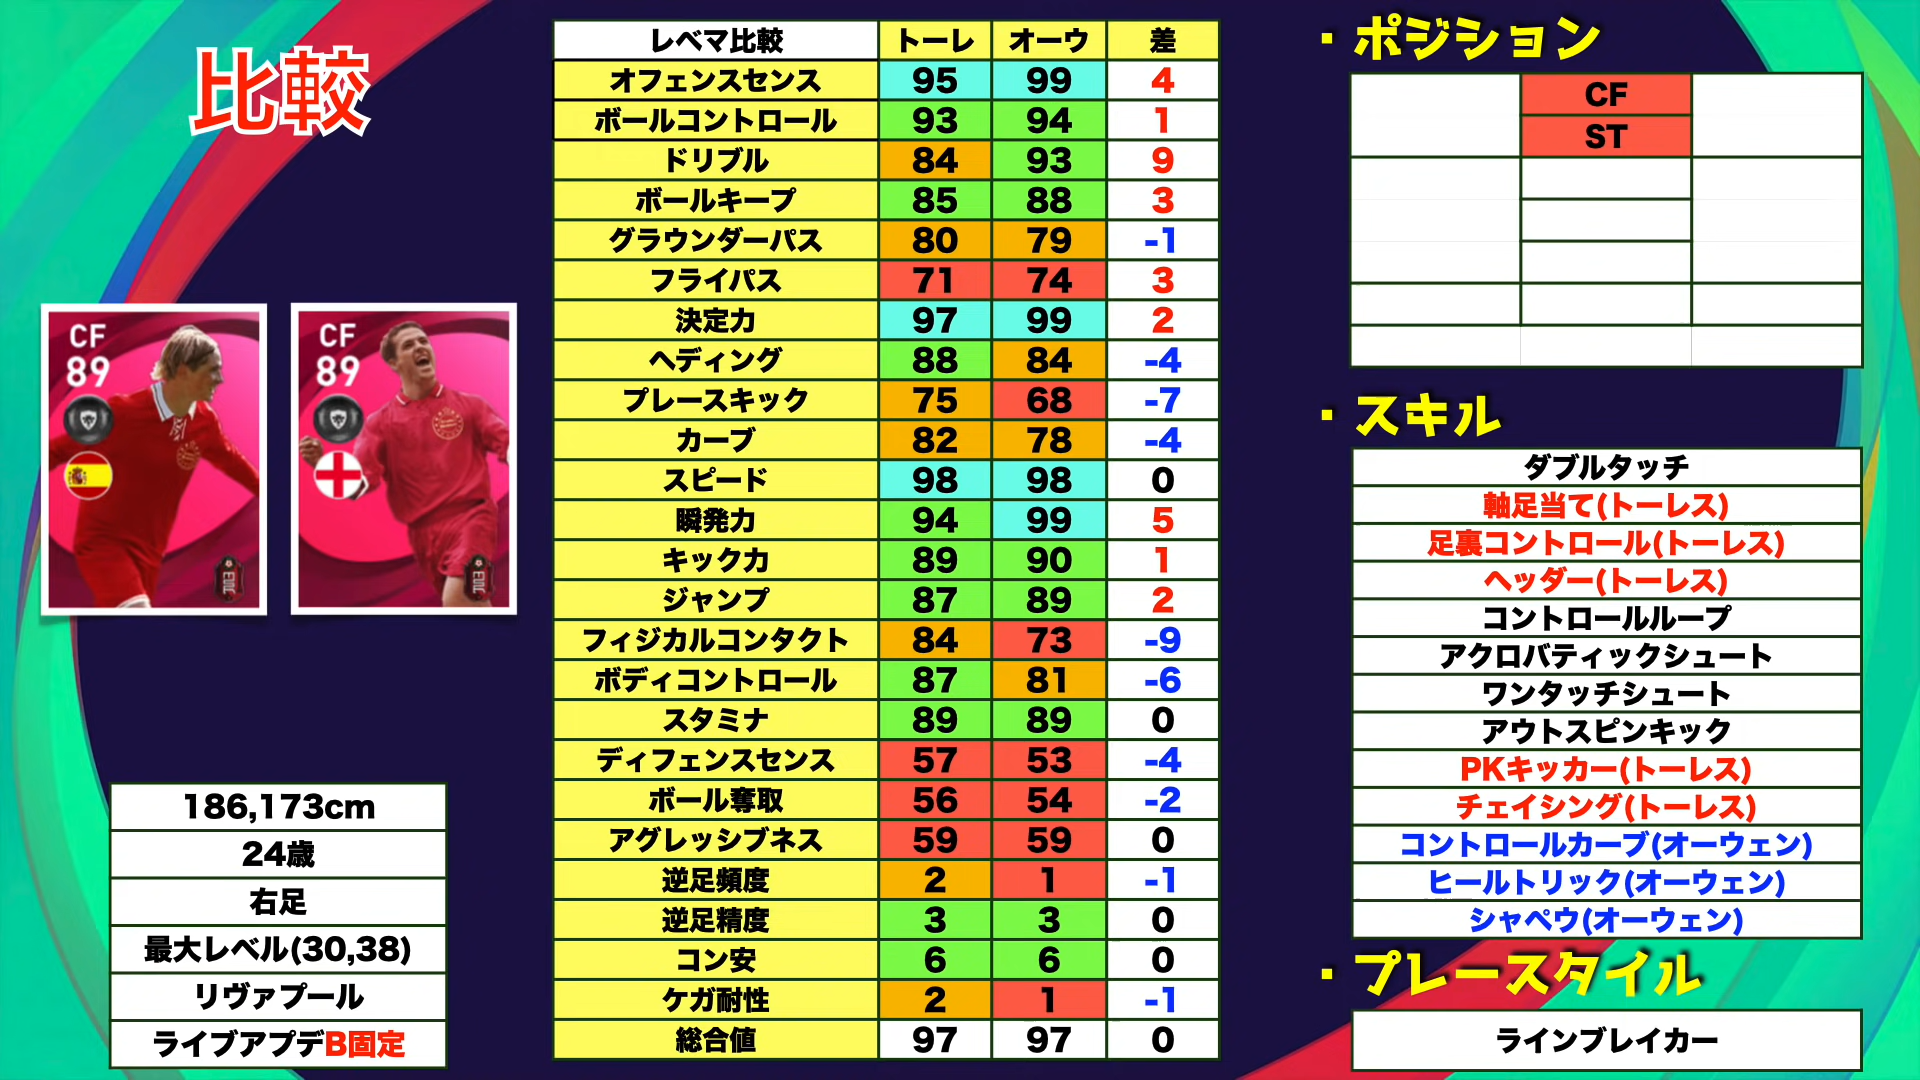 比較
CF
89
CF
89
186,173cm
24歳
右足
最大レベル(30,38)
リヴァプール
ライブアプデB固定
レベマ比較 トーレ オーウ 差
オフェンスセンス 95 99 4
ボールコントロール 93 94 1
ドリブル 84 93 9
ボールキープ 85 88 3
グラウンダーパス 80 79 -1
フライパス 71 74 3
決定力 97 99 2
ヘディング 88 84 -4
プレースキック 75 68 -7
カーブ 82 78 -4
スピード 98 98 0
瞬発力 94 99 5
キック力 89 90 1
ジャンプ 87 89 2
フィジカルコンタクト 84 73 -9
ボディコントロール 87 81 -6
スタミナ 89 89 0
ディフェンスセンス 57 53 -4
ボール奪取 56 54 -2
アグレッシブネス 59 59 0
逆足頻度 2 1 -1
逆足精度 3 3 0
コン安 6 6 0
ケガ耐性 2 1 -1
総合値 97 97 0
・ポジション
CF
ST
・スキル
ダブルタッチ
軸足当て(トーレス)
足裏コントロール(トーレス)
ヘッダー(トーレス)
コントロールループ
アクロバティックシュート
ワンタッチシュート
アウトスピンキック
PKキッカー(トーレス)
チェイシング(トーレス)
コントロールカーブ(オーウェン)
ヒールトリック(オーウェン)
シャペウ(オーウェン)
・プレースタイル
ラインブレイカー